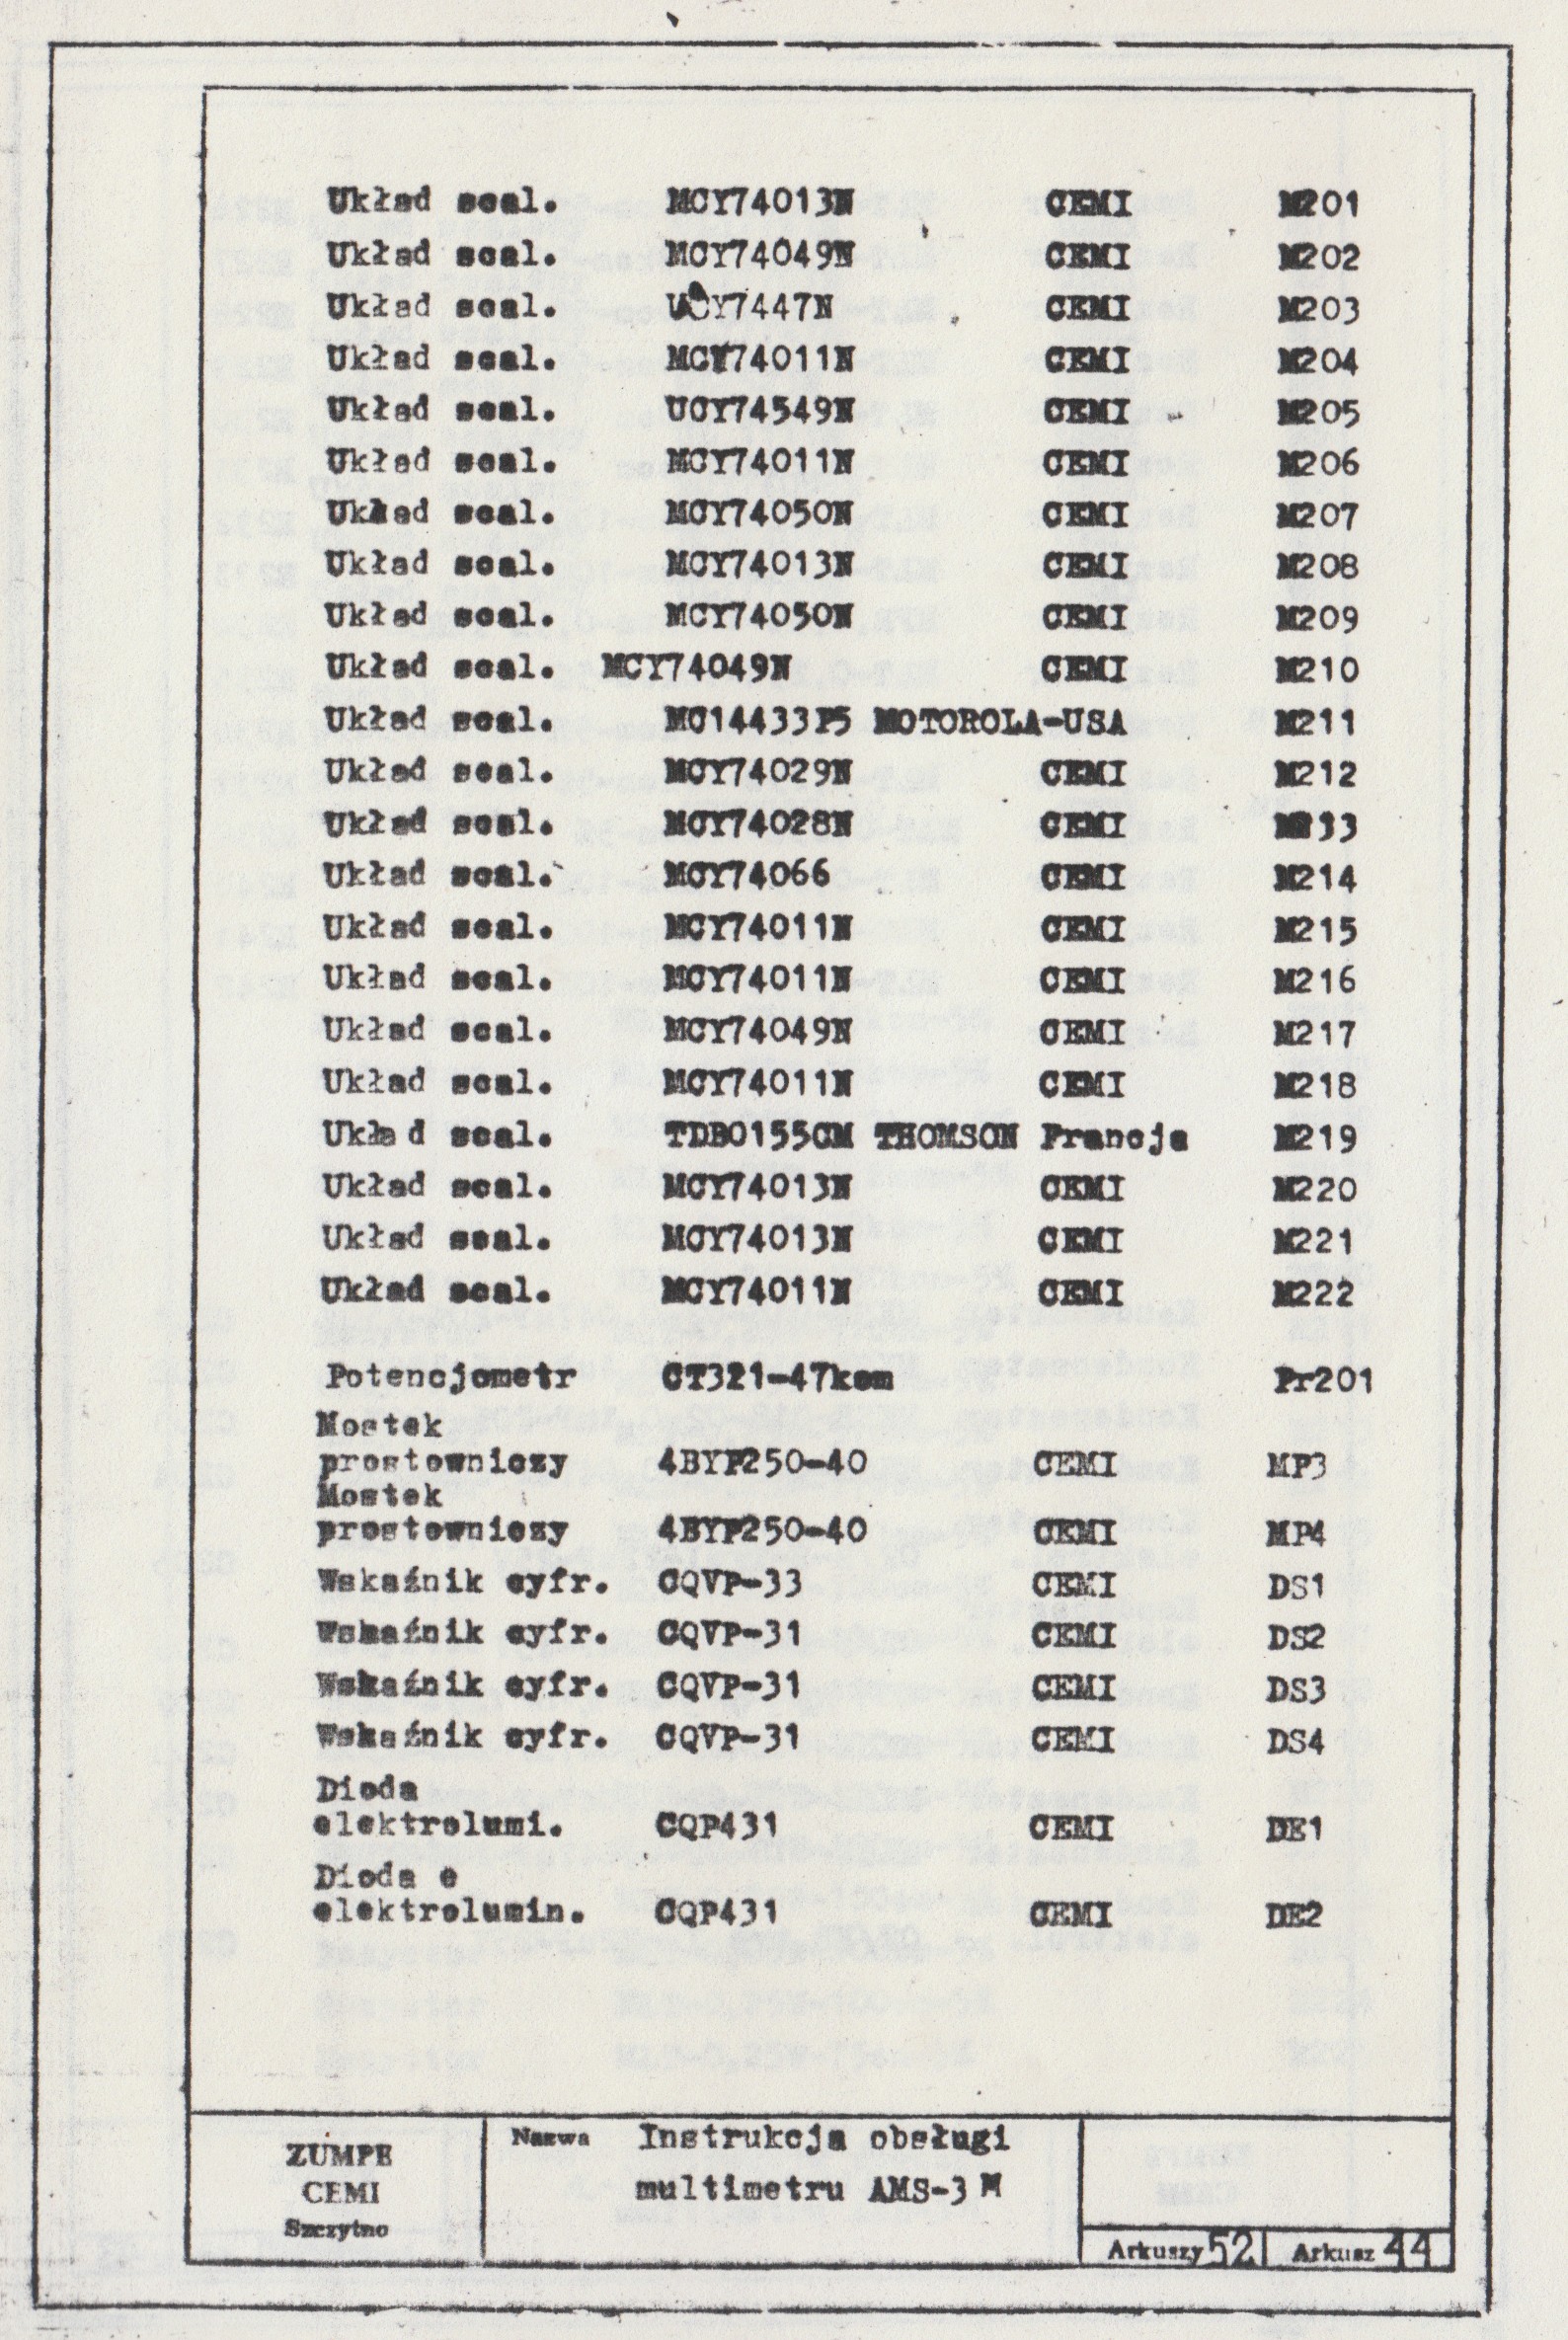 Układ scal. MCY74013N CEMI M201
Układ scal. MCY74049N CEMI M202
Układ scal. UCY7447N CEMI M203
Układ scal. MCY74011N CEMI M204
Układ scal. UCY74549N CEMI M205
Układ scal. MCY74011N CEMI M206
Układ scal. MCY74050N CEMI M207
Układ scal. MCY74013N CEMI M208
Układ scal. MCY74050N CEMI M209
Układ scal. MCY74049N CEMI M210
Układ scal. MC14433P5 MOTOROLA-USA M211
Układ scal. MCY74029N CEMI M212
Układ scal. MCY74028N CEMI
Układ scal. MCY74066 CEMI M214
Układ scal. MCY74011N CEMI M215
Układ scal. MCY74011N CEMI M216
Układ scal. MCY74049N CEMI M217
Układ scal. MCY74011N CEMI M218
Ukła d scal. TDB0155CM THOMSON Francja M219
Układ scal. MCY74013N CEMI M220
Układ scal. MCY74013N CEMI M221
Układ scal. MCY74011N CEMI M222
Potencjometr CT321-47kom Pr201
Mostek
prostowniczy 4BYP250-40 CEMI MP3
Mostek
prostowniczy 4BYP250-40 CEMI MP4
Wskaźnik cyfr. CQVP-33 CEMI DS1
Wskaźnik cyfr. CQVP-31 CEMI DS2
Wskaźnik cyfr. CQVP-31 CEMI DS3
Wskaźnik cyfr. CQVP-31 CEMI DS4
Dioda
elektrolumi. CQP431 CEMI DE1
Dioda e
elektrolumin. CQP431 CEMI DE2
ZUMPE
CEMI
Szczytno
Nazwa Instrukcja obsługi
multimetru AMS-3 M
Arkuszy 52 Arkusz 44